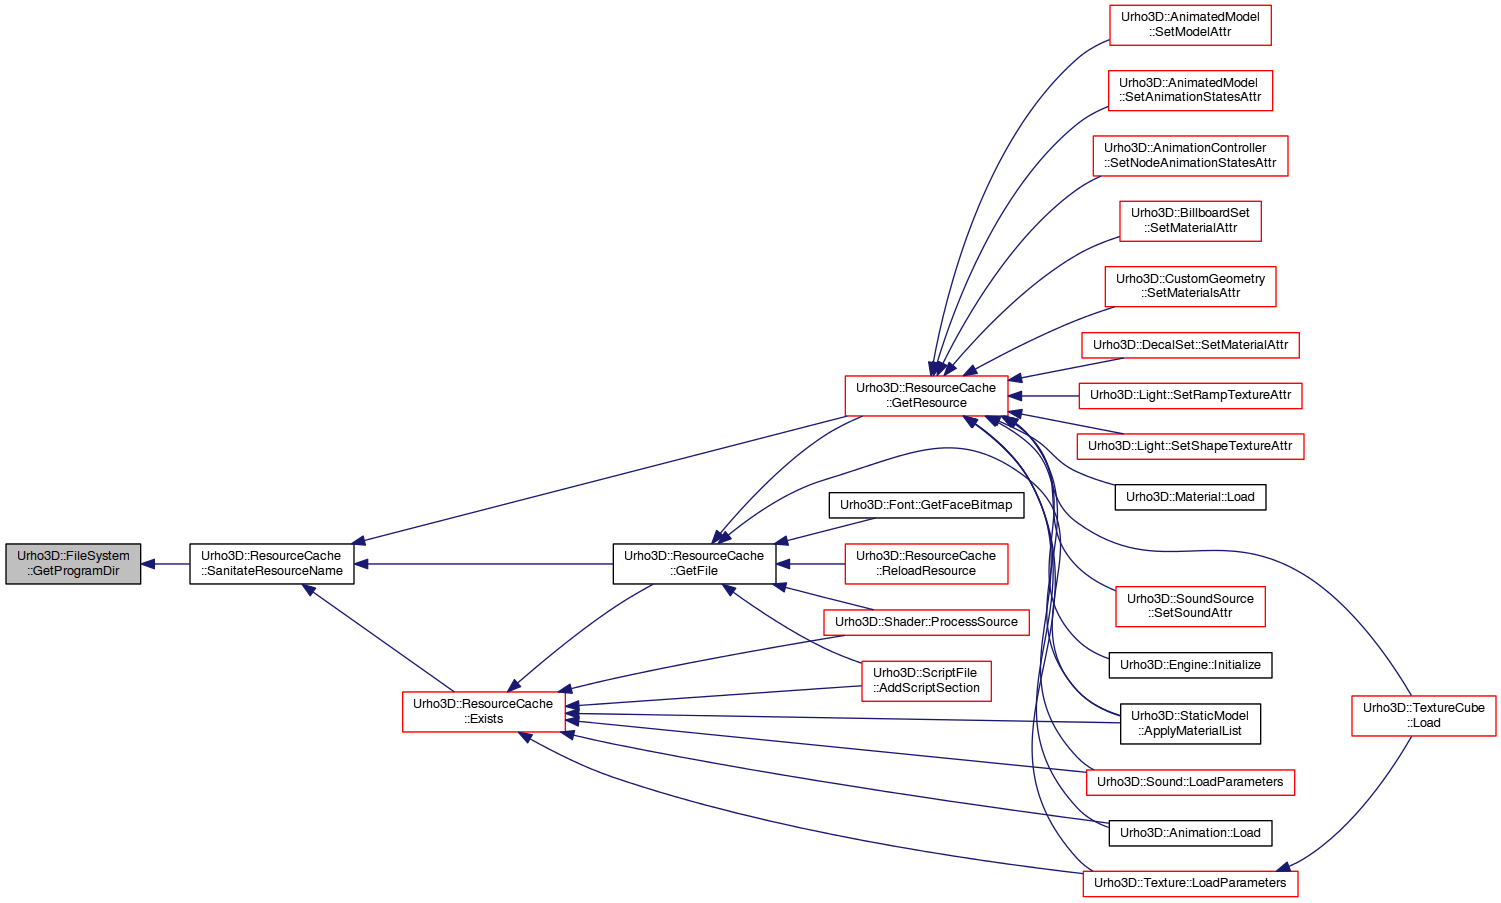 Urho3D::AnimatedModel
::SetModelAttr
Urho3D::AnimatedModel
::SetAnimationStatesAttr
Urho3D::AnimationController
::SetNodeAnimationStatesAttr
Urho3D::BillboardSet
::SetMaterialAttr
Urho3D::CustomGeometry
::SetMaterialsAttr
Urho3D::DecalSet::SetMaterialAttr
Urho3D::ResourceCache
::GetResource
Urho3D::Light::SetRampTextureAttr
Urho3D::Light::SetShapeTextureAttr
Urho3D::Material::Load
Urho3D::Font::GetFaceBitmap
Urho3D::FileSystem
::GetProgramDir
Urho3D::ResourceCache
::SanitateResourceName
Urho3D::ResourceCache
::GetFile
Urho3D::ResourceCache
::ReloadResource
Urho3D::SoundSource
::SetSoundAttr
Urho3D::Shader::ProcessSource
Urho3D::Engine::Initialize
Urho3D::ScriptFile
::AddScriptSection
Urho3D::ResourceCache
::Exists
Urho3D::StaticModel
::ApplyMaterialList
Urho3D::TextureCube
::Load
Urho3D::Sound::LoadParameters
Urho3D::Animation::Load
Urho3D::Texture::LoadParameters